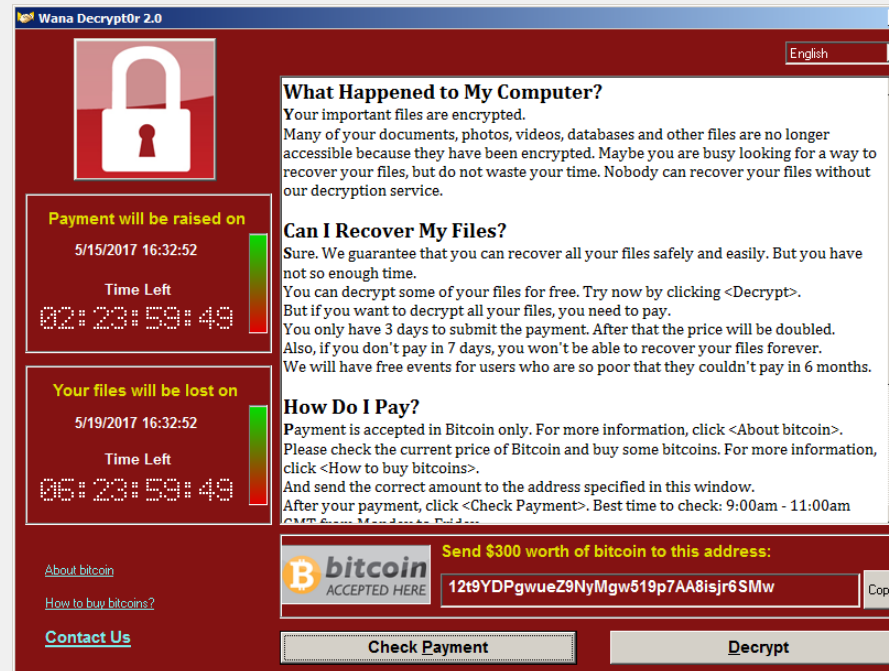 Wana Decrypt0r 2.0
English
What Happened to My Computer?
Your important files are encrypted.
Many of your documents, photos, videos, databases and other files are no longer
accessible because they have been encrypted. Maybe you are busy looking for a way to
recover your files, but do not waste your time. Nobody can recover your files without
our decryption service.
Can I Recover My Files?
Sure. We guarantee that you can recover all your files safely and easily. But you have
not so enough time.
You can decrypt some of your files for free. Try now by clicking <Decrypt>.
But if you want to decrypt all your files, you need to pay.
You only have 3 days to submit the payment. After that the price will be doubled.
Also, if you don't pay in 7 days, you won't be able to recover your files forever.
We will have free events for users who are so poor that they couldn't pay in 6 months.
How Do I Pay?
Payment is accepted in Bitcoin only. For more information, click <About bitcoin>.
Please check the current price of Bitcoin and buy some bitcoins. For more information,
click <How to buy bitcoins>.
And send the correct amount to the address specified in this window.
After your payment, click <Check Payment>. Best time to check: 9:00am - 11:00am
GMT from Monday to Friday
Payment will be raised on
5/15/2017 16:32:52
Time Left
02:23:59:49
Your files will be lost on
5/19/2017 16:32:52
Time Left
06:23:59:49
About bitcoin
How to buy bitcoins?
Contact Us
bitcoin
ACCEPTED HERE
Send $300 worth of bitcoin to this address:
12t9YDPgwueZ9NyMgw519p7AA8isjr6SMw
Cop
Check Payment
Decrypt